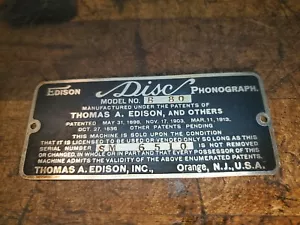 EDISON Disc PHONOGRAPH.
MODEL NO. B 80
MANUFACTURED UNDER THE PATENTS OF
THOMAS A. EDISON, AND OTHERS
PATENTED MAY 31, 1898, NOV. 17, 1903, MAR. 11, 1913,
OCT. 27, 1936 OTHER PATENTS PENDING
THIS MACHINE IS SOLD UPON THE CONDITION
THAT IT IS LICENSED TO BE USED OR VENDED ONLY SO LONG AS THIS
SERIAL NUMBER SM 6510 IS NOT REMOVED
OR CHANGED, IN WHOLE OR IN PART AND THAT EVERY POSSESSOR OF THIS
MACHINE ADMITS THE VALIDITY OF THE ABOVE ENUMERATED PATENTS.
THOMAS A. EDISON, INC., Orange, N.J., U.S.A.